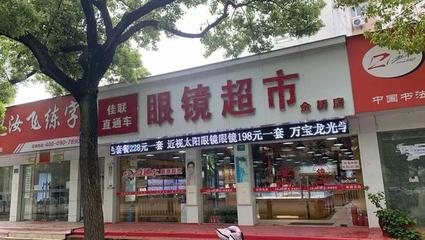 汝飞练字
佳联
直通车
眼镜超市
金桥店
套餐228元一套 近视太阳眼镜眼镜198元一套 万宝龙光学
中国书法